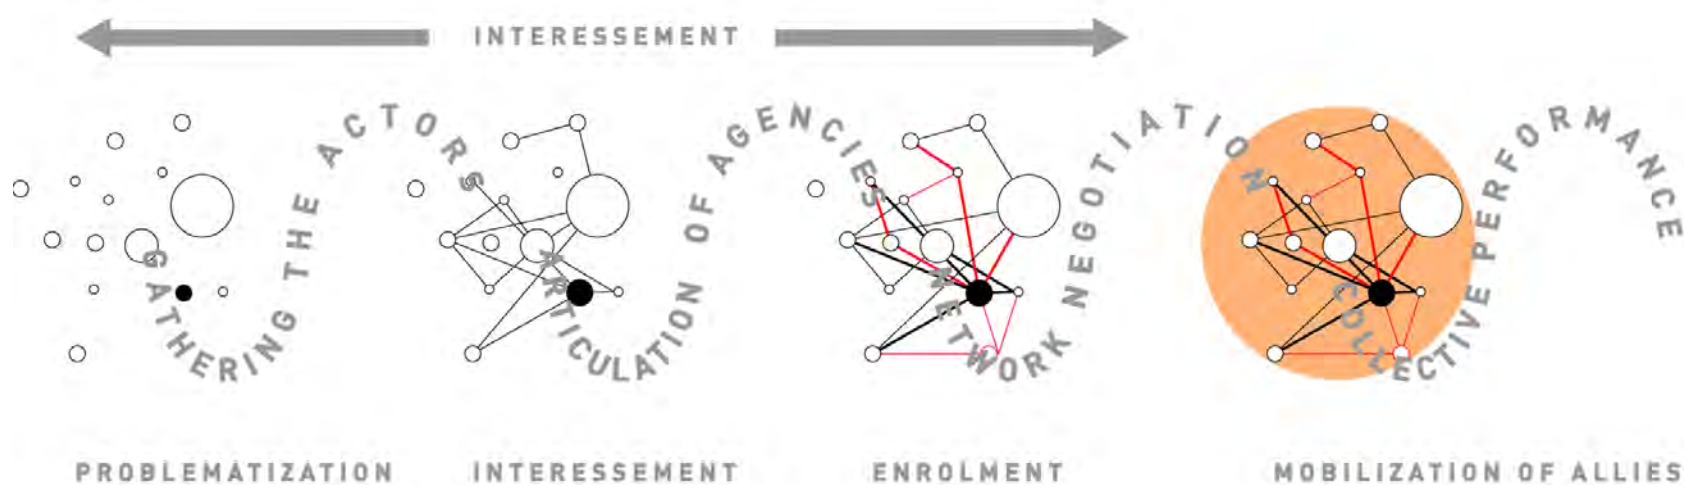 INTERESSEMENT
GATHERING THE ACTORS
ARTICULATION OF AGENCIES
NETWORK NEGOTIATION
COLLECTIVE PERFORMANCE
PROBLEMATIZATION
INTERESSEMENT
ENROLMENT
MOBILIZATION OF ALLIES